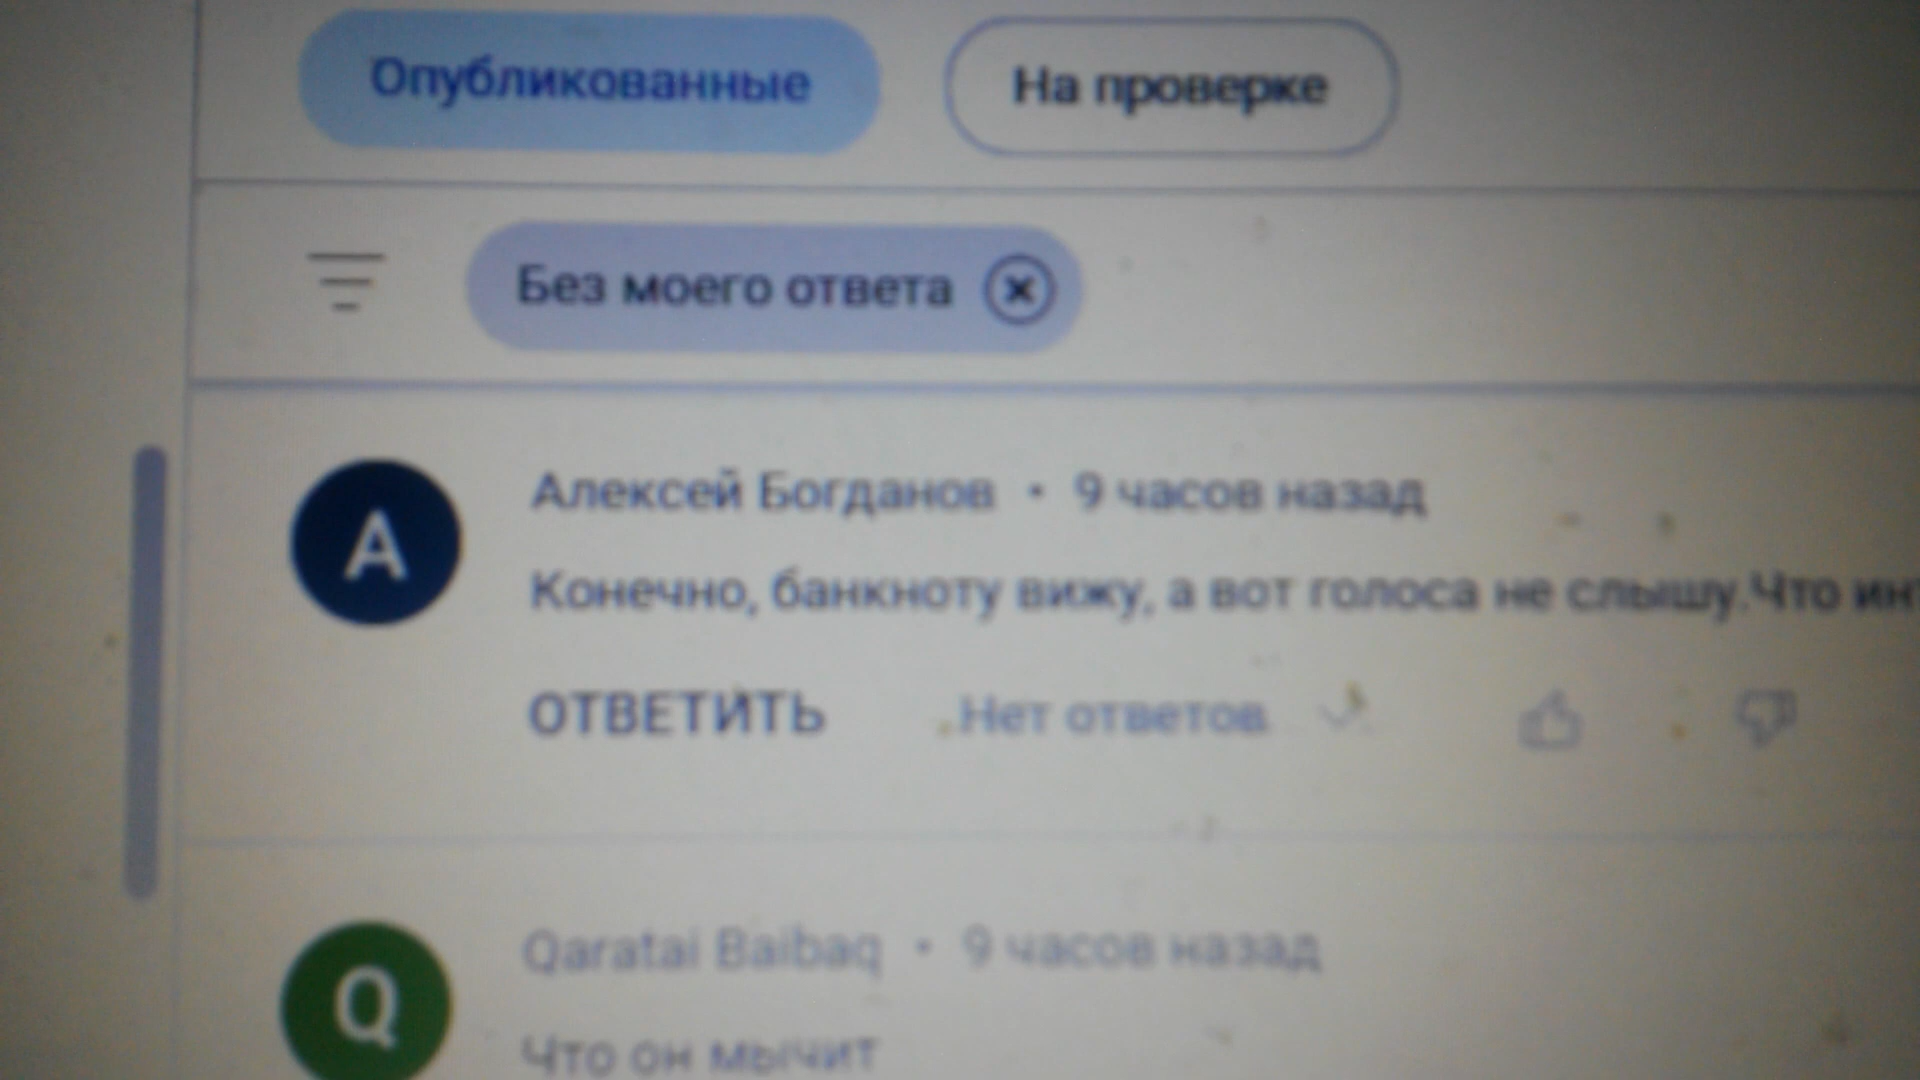 Опубликованные
На проверке
Без моего ответа
А
Алексей Богданов • 9 часов назад
Конечно, банкноту вижу, а вот голоса не слышу.Что
ОТВЕТИТЬ
Нет ответов
Q
Qaratai Baibaq • 9 часов назад
Что он мычит